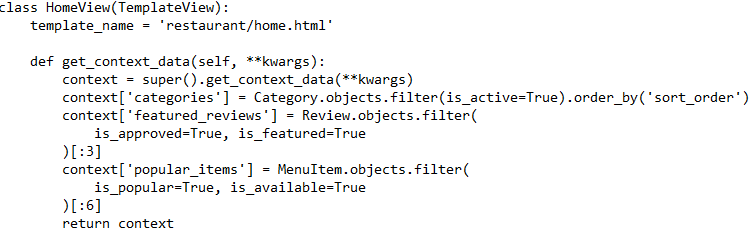 class HomeView(TemplateView):
    template_name = 'restaurant/home.html'

    def get_context_data(self, **kwargs):
        context = super().get_context_data(**kwargs)
        context['categories'] = Category.objects.filter(is_active=True).order_by('sort_order')
        context['featured_reviews'] = Review.objects.filter(
            is_approved=True, is_featured=True
        )[:3]
        context['popular_items'] = MenuItem.objects.filter(
            is_popular=True, is_available=True
        )[:6]
        return context